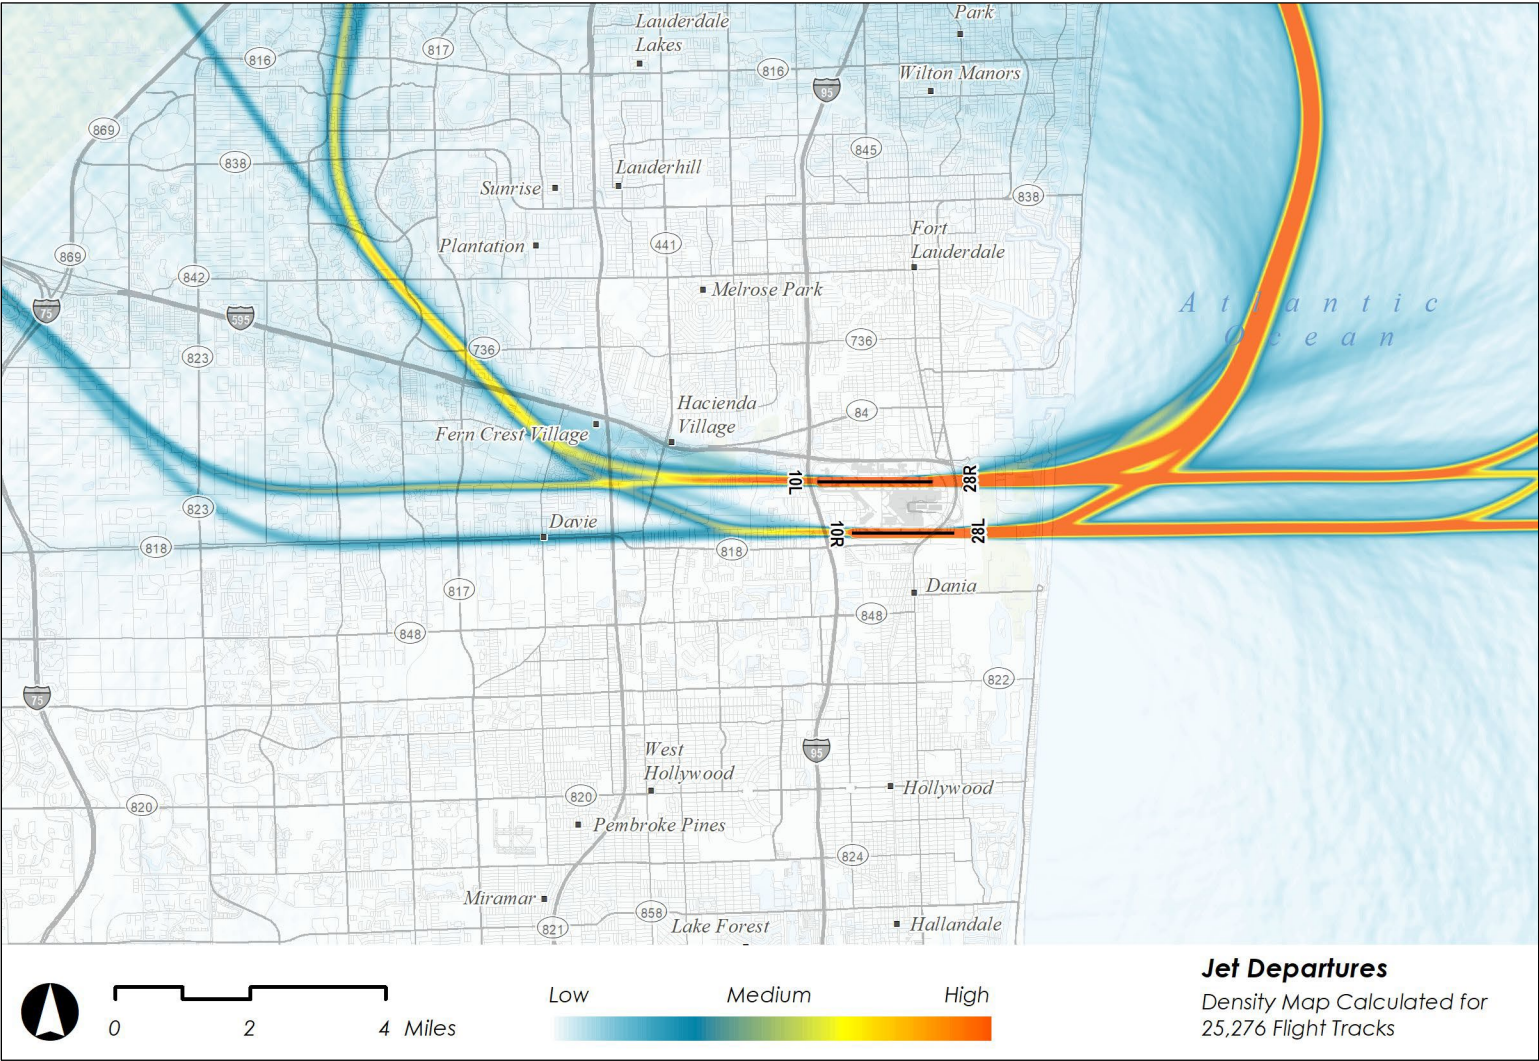 Lauderdale
Lakes
Park
816
817
816
Wilton Manors
95
869
838
845
Lauderhill
Sunrise
838
Plantation
441
Fort
Lauderdale
869
842
Melrose Park
75
595
Atlantic
Ocean
736
736
823
Hacienda
Village
84
Fern Crest Village
10L
28R
823
Davie
10R
28L
818
818
817
Dania
848
848
822
75
West
Hollywood
95
820
820
Hollywood
Pembroke Pines
824
Miramar
858
821
Lake Forest
Hallandale
Jet Departures
Density Map Calculated for
25,276 Flight Tracks
Low Medium High
0 2 4 Miles